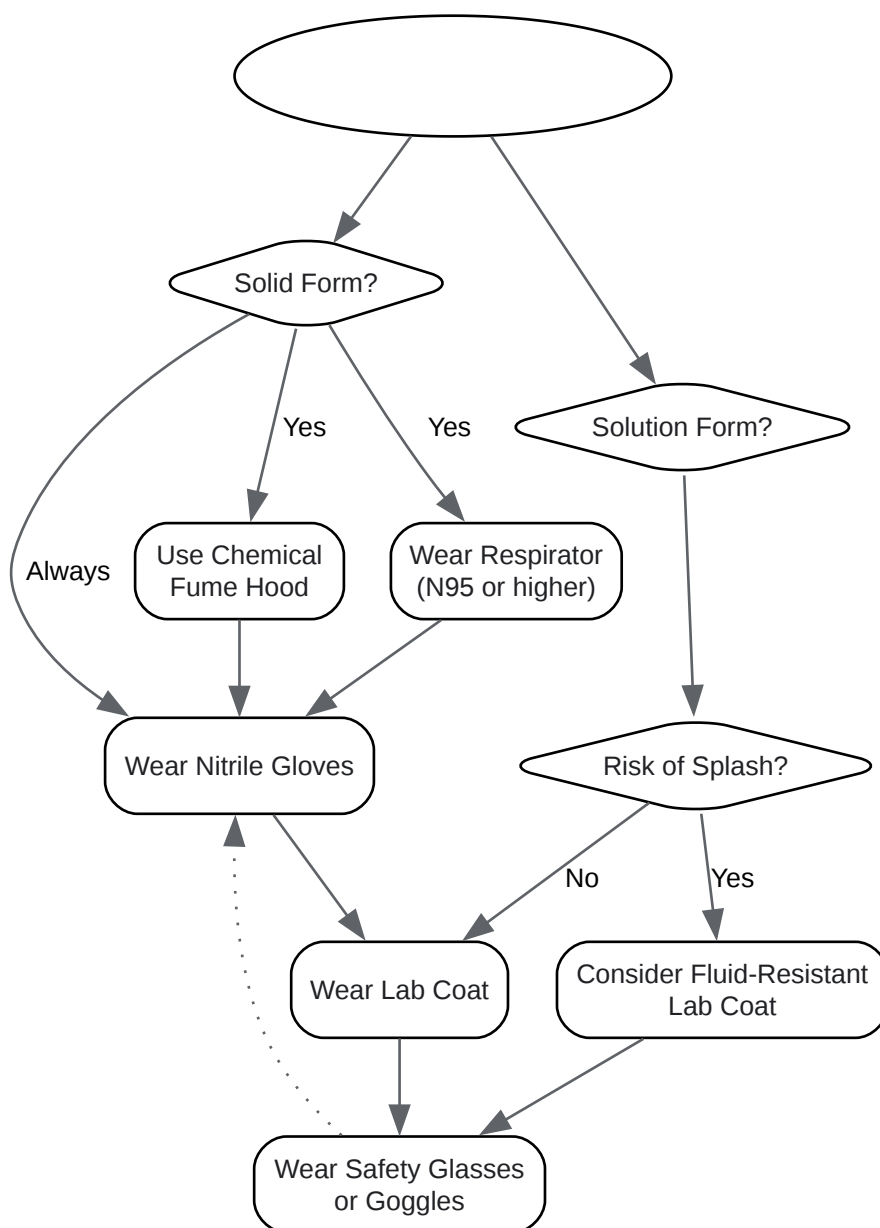 Solid Form?
Solution Form?
Yes
Yes
Use Chemical
Fume Hood
Wear Respirator
(N95 or higher)
Always
Wear Nitrile Gloves
Risk of Splash?
No
Yes
Wear Lab Coat
Consider Fluid-Resistant
Lab Coat
Wear Safety Glasses
or Goggles